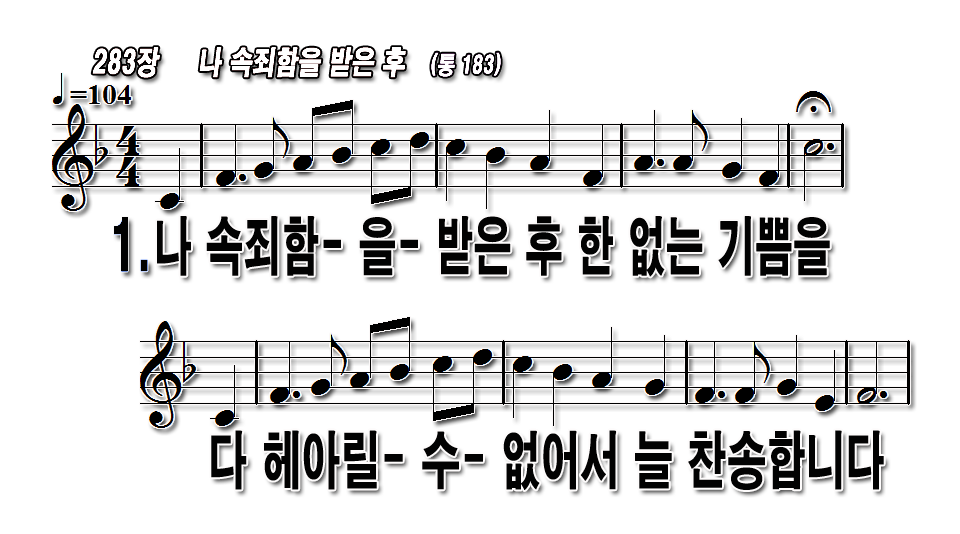 283장 나 속죄함을 받은 후 (통 183)
♩=104
4
4
1.나 속죄함- 을- 받은 후 한 없는 기쁨을
다 헤아릴- 수- 없어서 늘 찬송합니다